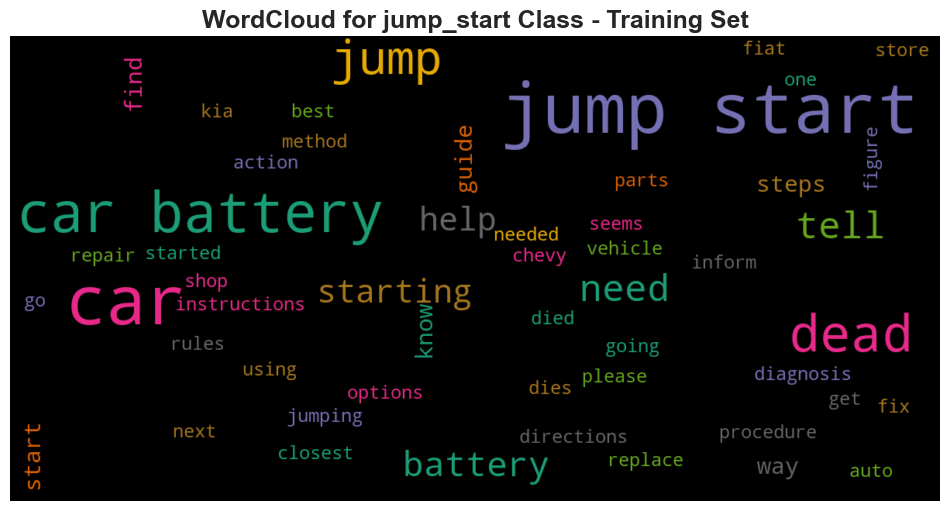 WordCloud for jump_start Class - Training Set
jump
fiat
store
find
one
jump start
kia
best
method
guide
figure
action
parts
steps
car battery
help
needed
seems
tell
repair
started
chevy
vehicle
inform
go
car
shop
instructions
starting
know
need
died
dead
rules
going
using
options
dies
please
diagnosis
get
fix
jumping
start
next
closest
directions
procedure
battery
replace
way
auto